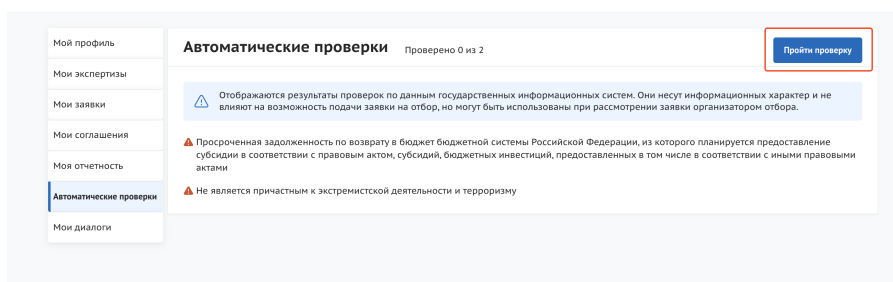 Мой профиль
Мои экспертизы
Мои заявки
Мои соглашения
Моя отчетность
Автоматические проверки
Мои диалоги
Автоматические проверки Проверено 0 из 2
Пройти проверку
Отображаются результаты проверок по данным государственных информационных систем. Они несут информационных характер и не
влияют на возможность подачи заявки на отбор, но могут быть использованы при рассмотрении заявки организатором отбора.
Просроченная задолженность по возврату в бюджет бюджетной системы Российской Федерации, из которого планируется предоставление
субсидии в соответствии с правовым актом, субсидий, бюджетных инвестиций, предоставленных в том числе в соответствии с иными правовыми
актами
Не является причастным к экстремистской деятельности и терроризму